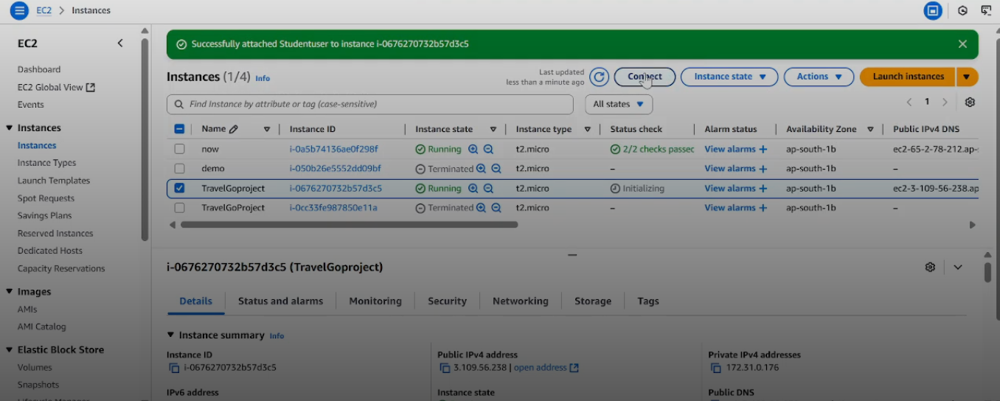 EC2 > Instances
EC2
Dashboard
EC2 Global View
Events
Instances
Instances
Instance Types
Launch Templates
Spot Requests
Savings Plans
Reserved Instances
Dedicated Hosts
Capacity Reservations
Images
AMIs
AMI Catalog
Elastic Block Store
Volumes
Snapshots
Successfully attached Studentuser to instance i-0676270732b57d3c5
Instances (1/4) Info
Last updated
less than a minute ago
Connect Instance state Actions Launch instances
Find Instance by attribute or tag (case-sensitive) All states 1
Name Instance ID Instance state Instance type Status check Alarm status Availability Zone Public IPv4 DNS
now i-0a5b74136ae0f298f Running t2.micro 2/2 checks passec View alarms + ap-south-1b ec2-65-2-78-212.ap-
demo i-050b26e5552dd09bf Terminated t2.micro – View alarms + ap-south-1b –
TravelGoproject i-0676270732b57d3c5 Running t2.micro Initializing View alarms + ap-south-1b ec2-3-109-56-238.ap
TravelGoProject i-0cc33fe987850e11a Terminated t2.micro – View alarms + ap-south-1b –
i-0676270732b57d3c5 (TravelGoproject)
Details Status and alarms Monitoring Security Networking Storage Tags
Instance summary Info
Instance ID
i-0676270732b57d3c5
Public IPv4 address
3.109.56.238 | open address
Private IPv4 addresses
172.31.0.176
IPv6 address
Instance state
Public DNS